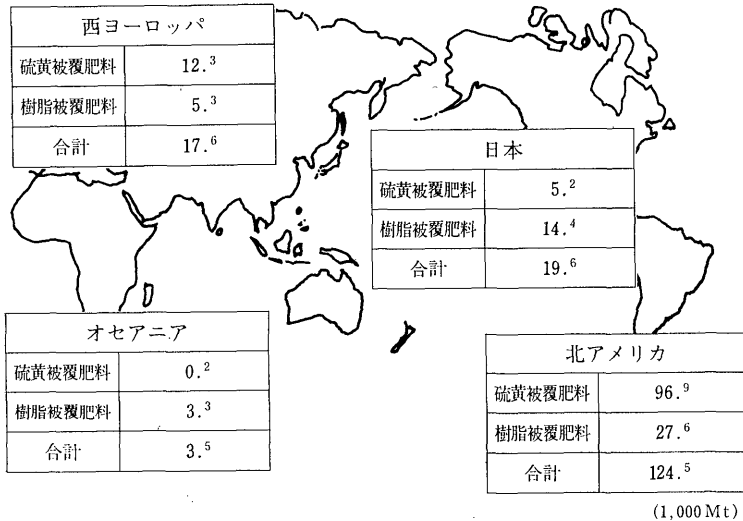 西ヨーロッパ
硫黄被覆肥料 12.3
樹脂被覆肥料 5.3
合計 17.6
日本
硫黄被覆肥料 5.2
樹脂被覆肥料 14.4
合計 19.6
オセアニア
硫黄被覆肥料 0.2
樹脂被覆肥料 3.3
合計 3.5
北アメリカ
硫黄被覆肥料 96.9
樹脂被覆肥料 27.6
合計 124.5
(1,000 Mt)